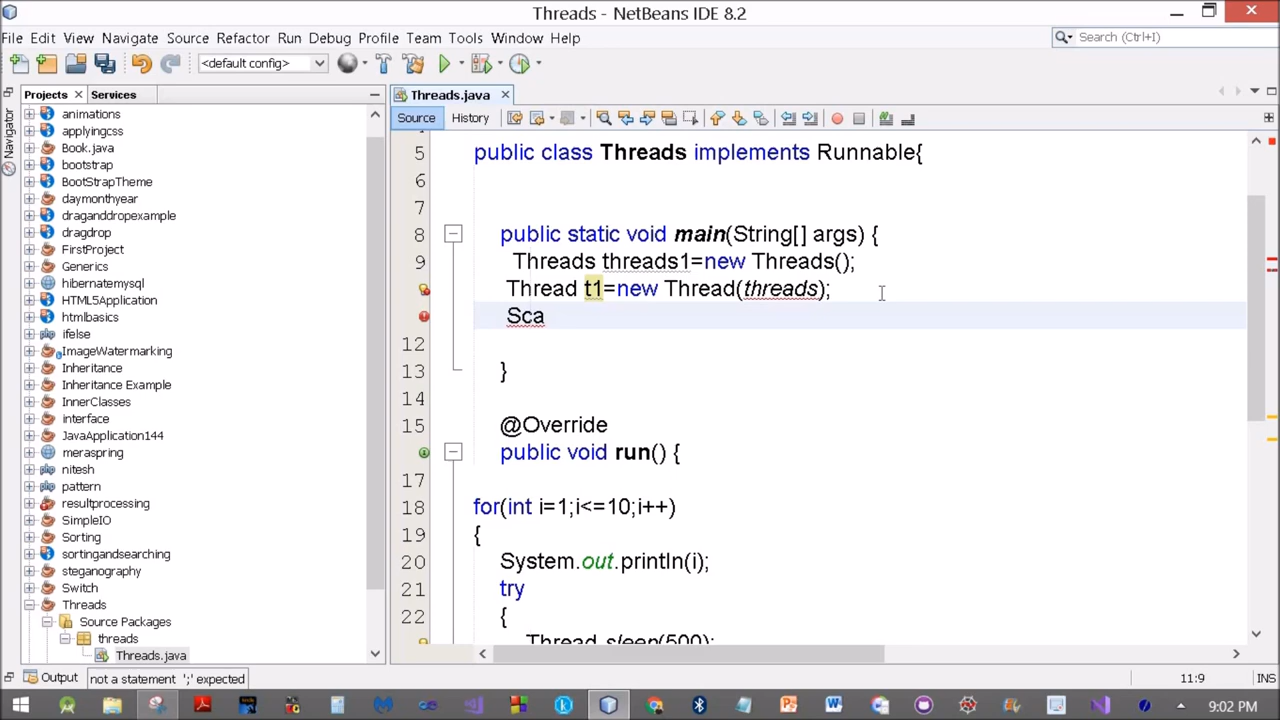 Threads - NetBeans IDE 8.2
File Edit View Navigate Source Refactor Run Debug Profile Team Tools Window Help
Search (Ctrl+I)
<default config>
Projects Services
Navigator
animations
applyingcss
Book.java
bootstrap
BootStrapTheme
daymonthyear
draganddropexample
dragdrop
FirstProject
Generics
hibernatemysql
HTML5Application
htmlbasics
ifelse
ImageWatermarking
Inheritance
Inheritance Example
InnerClasses
interface
JavaApplication144
meraspring
nitesh
pattern
resultprocessing
SimpleIO
Sorting
sortingandsearching
steganography
Switch
Threads
Source Packages
threads
Threads.java
Threads.java
Source History
5 public class Threads implements Runnable{
6
7
8 public static void main(String[] args) {
9 Threads threads1=new Threads();
Thread t1=new Thread(threads);
Sca
12
13 }
14
15 @Override
public void run() {
17
18 for(int i=1;i<=10;i++)
19 {
20 System.out.println(i);
21 try
22 {
Thread.sleep(500);
Output
not a statement ';' expected
11:9
INS
9:02 PM